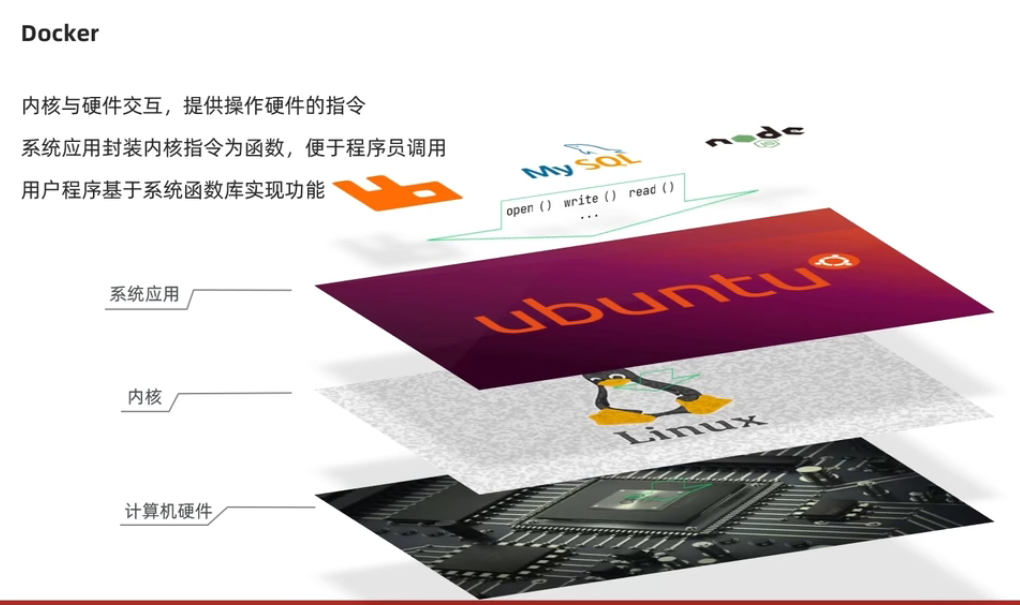 Docker
内核与硬件交互，提供操作硬件的指令
系统应用封装内核指令为函数，便于程序员调用
用户程序基于系统函数库实现功能
MySQL
node
JS
open () write () read ()
...
系统应用
ubuntu
内核
Linux
计算机硬件